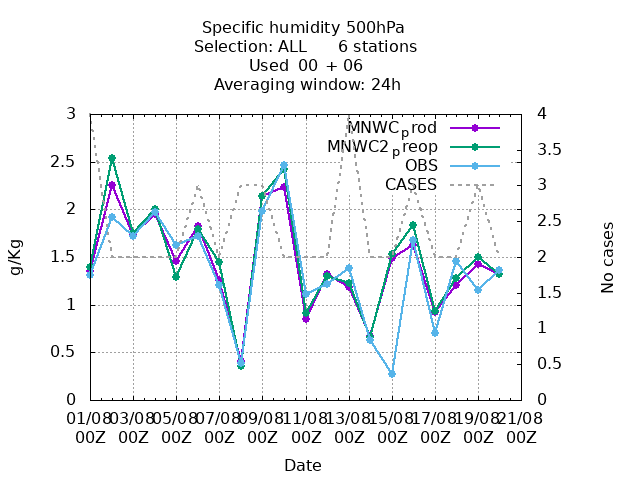 Specific humidity 500hPa
Selection: ALL 6 stations
Used 00 + 06
Averaging window: 24h
MNWC_prod
MNWC2_preop
OBS
CASES
3
2.5
2
1.5
1
0.5
0
g/Kg
4
3.5
3
2.5
2
1.5
1
0.5
0
No cases
01/08 03/08 05/08 07/08 09/08 11/08 13/08 15/08 17/08 19/08 21/08
00Z 00Z 00Z 00Z 00Z 00Z 00Z 00Z 00Z 00Z 00Z
Date